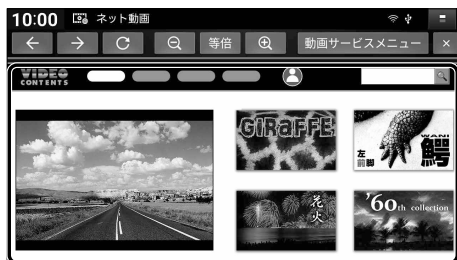 10:00 ネット動画
等倍 動画サービスメニュー ×
VIDEO
CONTENTS
GIRAFFE
WANI
鰐
左
前脚
花火
'60th collection